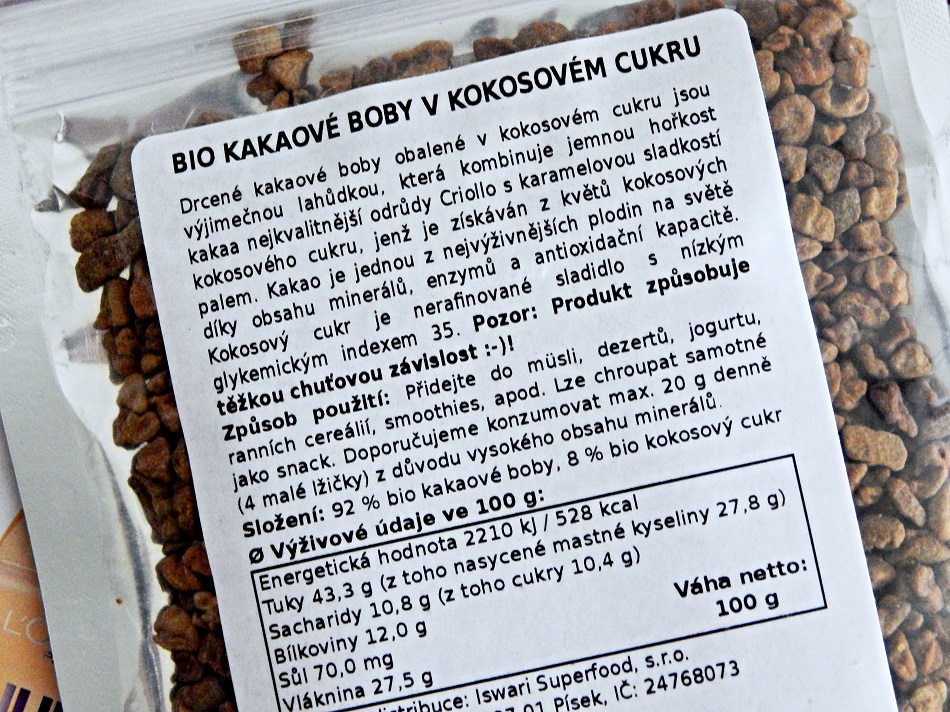 BIO KAKAOVÉ BOBY V KOKOSOVÉM CUKRU
Drcené kakaové boby obalené v kokosovém cukru jsou
výjimečnou lahůdkou, která kombinuje jemnou hořkost
kakaa nejkvalitnější odrůdy Criollo s karamelovou sladkostí
kokosového cukru, jenž je získáván z květů kokosových
palem. Kakao je jednou z nejvýživnějších plodin na světě
díky obsahu minerálů, enzymů a antioxidační kapacitě.
Kokosový cukr je nerafinované sladidlo s nízkým
glykemickým indexem 35. Pozor: Produkt způsobuje
těžkou chuťovou závislost :-)!
Způsob použití: Přidejte do müsli, dezertů, jogurtu,
ranních cereálií, smoothies, apod. Lze chroupat samotné
jako snack. Doporučujeme konzumovat max. 20 g denně
(4 malé lžičky) z důvodu vysokého obsahu minerálů.
Složení: 92 % bio kakaové boby, 8 % bio kokosový cukr
Ø Výživové údaje ve 100 g:
Energetická hodnota 2210 kJ / 528 kcal
Tuky 43,3 g (z toho nasycené mastné kyseliny 27,8 g)
Sacharidy 10,8 g (z toho cukry 10,4 g)
Bílkoviny 12,0 g
Sůl 70,0 mg
Vláknina 27,5 g
Váha netto:
100 g
Iswari Superfood, s.r.o.
01 Písek, IČ: 24768073